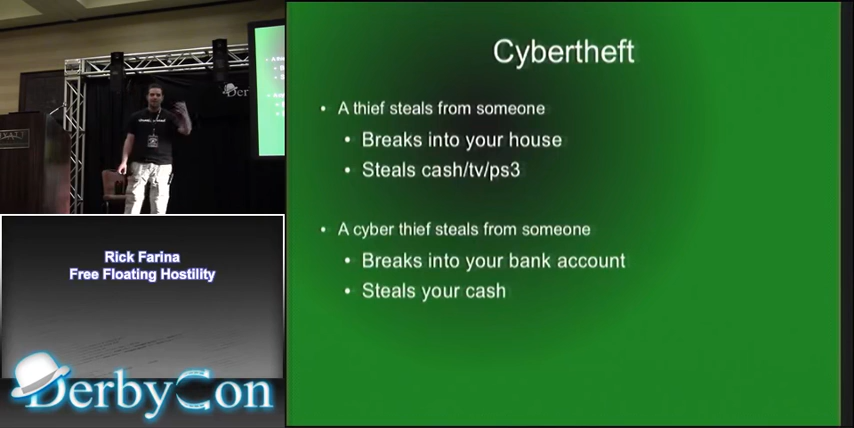 Cybertheft
• A thief steals from someone
• Breaks into your house
• Steals cash/tv/ps3
• A cyber thief steals from someone
• Breaks into your bank account
• Steals your cash
Rick Farina
Free Floating Hostility
DerbyCon